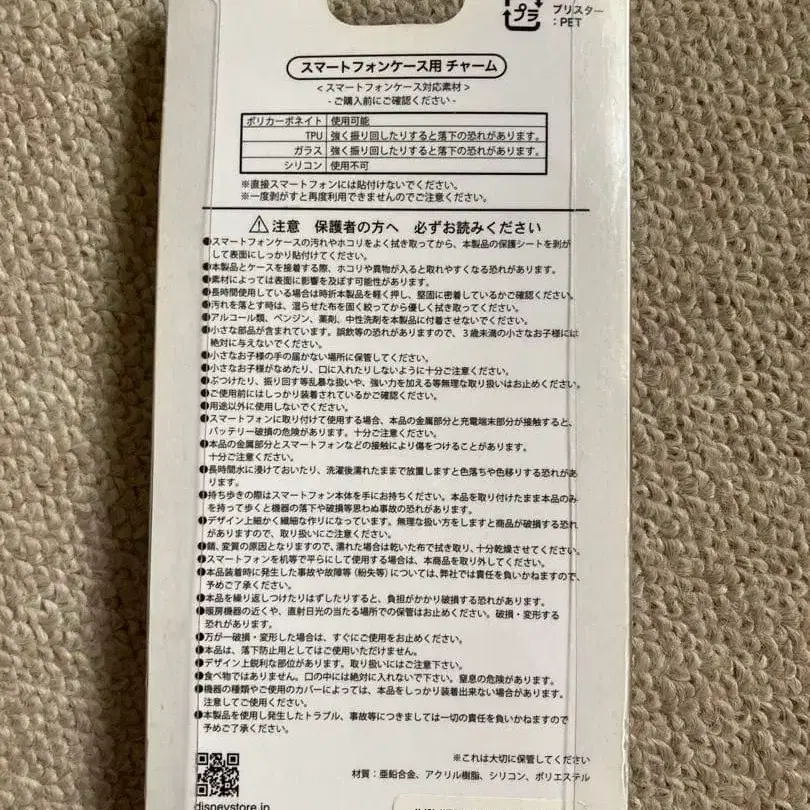 プラ
ブリスター
:PET
スマートフォンケース用 チャーム
<スマートフォンケース対応素材>
-ご購入前にご確認ください-
ポリカーボネイト 使用可能
TPU 強く振り回したりすると落下の恐れがあります。
ガラス 強く振り回したりすると落下の恐れがあります。
シリコン 使用不可
※直接スマートフォンには貼付けないでください。
※一度剥がすと再度利用できませんのでご注意ください。
⚠注意 保護者の方へ 必ずお読みください
●スマートフォンケースの汚れやホコリをよく拭き取ってから、本製品の保護シートを剥が
して表面にしっかり貼付けてください。
●本製品とケースを接着する際、ホコリや異物が入ると取れやすくなる恐れがあります。
●素材によっては表面に影響を及ぼす可能性があります。
●長時間使用している場合は時折本製品を軽く押し、堅固に密着しているかご確認ください。
●汚れを落とす時は、湿らせた布を固く絞ってから優しく拭き取ってください。
●アルコール類、ベンジン、薬剤、中性洗剤を本製品に付着させないでください。
●小さな部品が含まれています。誤飲等の恐れがありますので、3歳未満の小さなお子様には
絶対に与えないでください。
●小さなお子様の手の届かない場所に保管してください。
●小さなお子様がなめたり、口に入れたりしないように十分ご注意ください。
●ぶつけたり、振り回す等乱暴な扱いや、強い力を加える等無理な取り扱いはお止めください。
●ご使用前にはしっかり装着されているかご確認ください。
●用途以外に使用しないでください。
●スマートフォンに取り付けて使用する場合、本品の金属部分と充電端末部分が接触すると、
バッテリー破損の危険があります。十分ご注意ください。
●本品の金属部分とスマートフォンなどの接触により傷をつけることがあります。
十分ご注意ください。
●長時間水に浸けておいたり、洗濯後濡れたままで放置しますと色落ちや色移りする恐れがあ
ります。
●持ち歩きの際はスマートフォン本体を手にお持ちください。本品を取り付けたまま本品のみ
を持って歩くと機器の落下や破損等思わぬ事故の恐れがあります。
●デザイン上細かく繊細な作りになっています。無理な扱い方をしますと商品が破損する恐れ
がありますので、取り扱いにご注意ください。
●錆、変質の原因となりますので、濡れた場合は乾いた布で拭き取り、十分乾燥させてください。
●スマートフォンを机等で平らにして使用する場合は、本商品を取り外してください。
●本品装着時に発生した事故や故障等(紛失等)については、弊社では責任を負いかねますので、
予めご了承ください。
●本品を繰り返しつけたりはずしたりすると、負担がかかり破損する恐れがあります。
●暖房機器の近くや、直射日光の当たる場所での保管はお止めください。破損・変形する
恐れがあります。
●万が一破損・変形した場合は、すぐにご使用をお止めください。
●本品は、落下防止用としてはご使用いただけません。
●デザイン上鋭利な部位があります。取り扱いにはご注意下さい。
●食べ物ではありません。口の中には絶対に入れないで下さい。窒息の危険があります。
●機器の種類やご使用のカバーによっては、本品をしっかり装着出来ない場合があります。
注意してご使用ください。
●本製品を使用し発生したトラブル、事故等につきましては一切の責任を負いかねますので
予めご了承ください。
※これは大切に保管してください
材質:亜鉛合金、アクリル樹脂、シリコン、ポリエステル
disneystore.jp